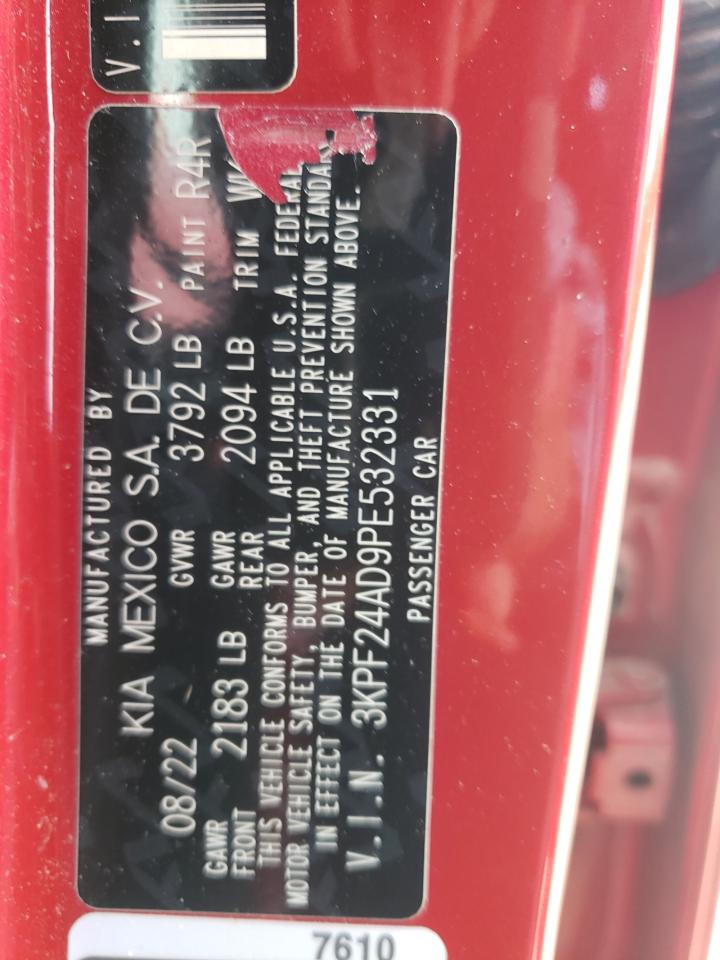 V.I
MANUFACTURED BY
KIA MEXICO S.A. DE C.V.
08/22 GVWR 3792 LB PAINT R4R
GAWR FRONT 2183 LB GAWR REAR 2094 LB TRIM
THIS VEHICLE CONFORMS TO ALL APPLICABLE U.S.A. FEDERAL
MOTOR VEHICLE SAFETY, BUMPER, AND THEFT PREVENTION STANDA
IN EFFECT ON THE DATE OF MANUFACTURE SHOWN ABOVE.
V.I.N. 3KPF24AD9PE532331
PASSENGER CAR
7610